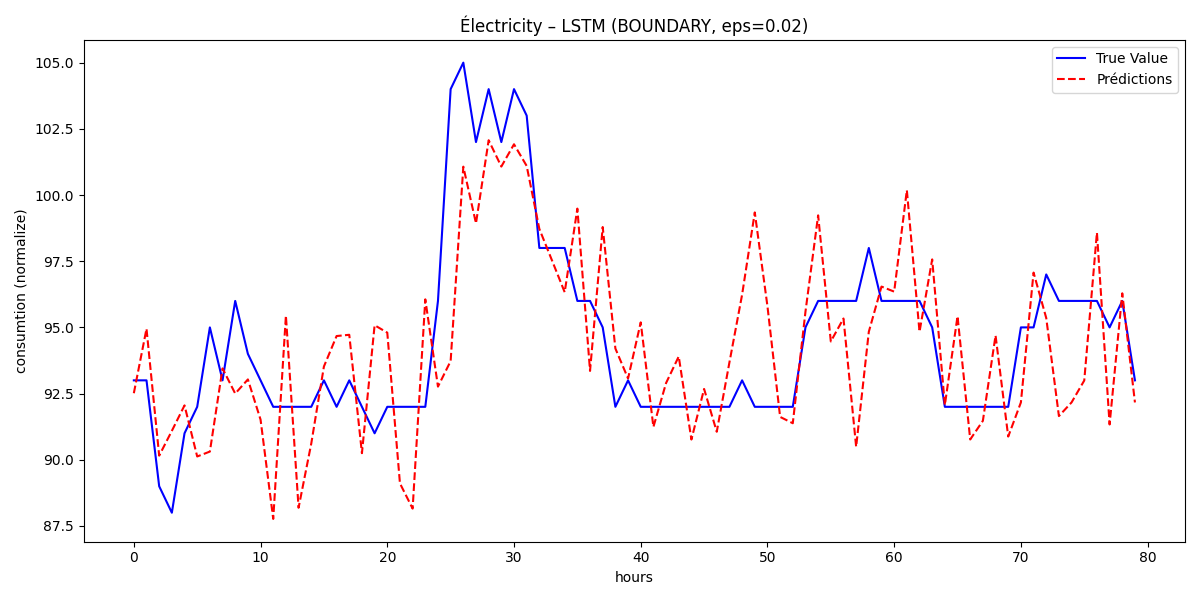 Électricity – LSTM (BOUNDARY, eps=0.02)
True Value
Prédictions
consumtion (normalize)
105.0
102.5
100.0
97.5
95.0
92.5
90.0
87.5
0 10 20 30 40 50 60 70 80
hours